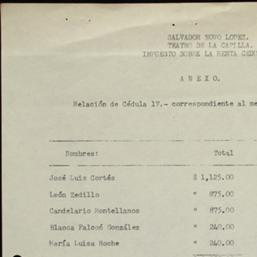 SALVADOR NOVO LOPEZ.
TEATRO DE LA CAPILLA.
IMPUESTO SOBRE LA RENTA
A N E X O.
Relación de Cédula IV.- correspondiente al
Nombres: Total
José Luis Cortés $ 1,125.00
León Zedillo " 875.00
Candelario Montellanos " 875.00
Blanca Falcó González " 240.00
María Luisa Roche " 240.00